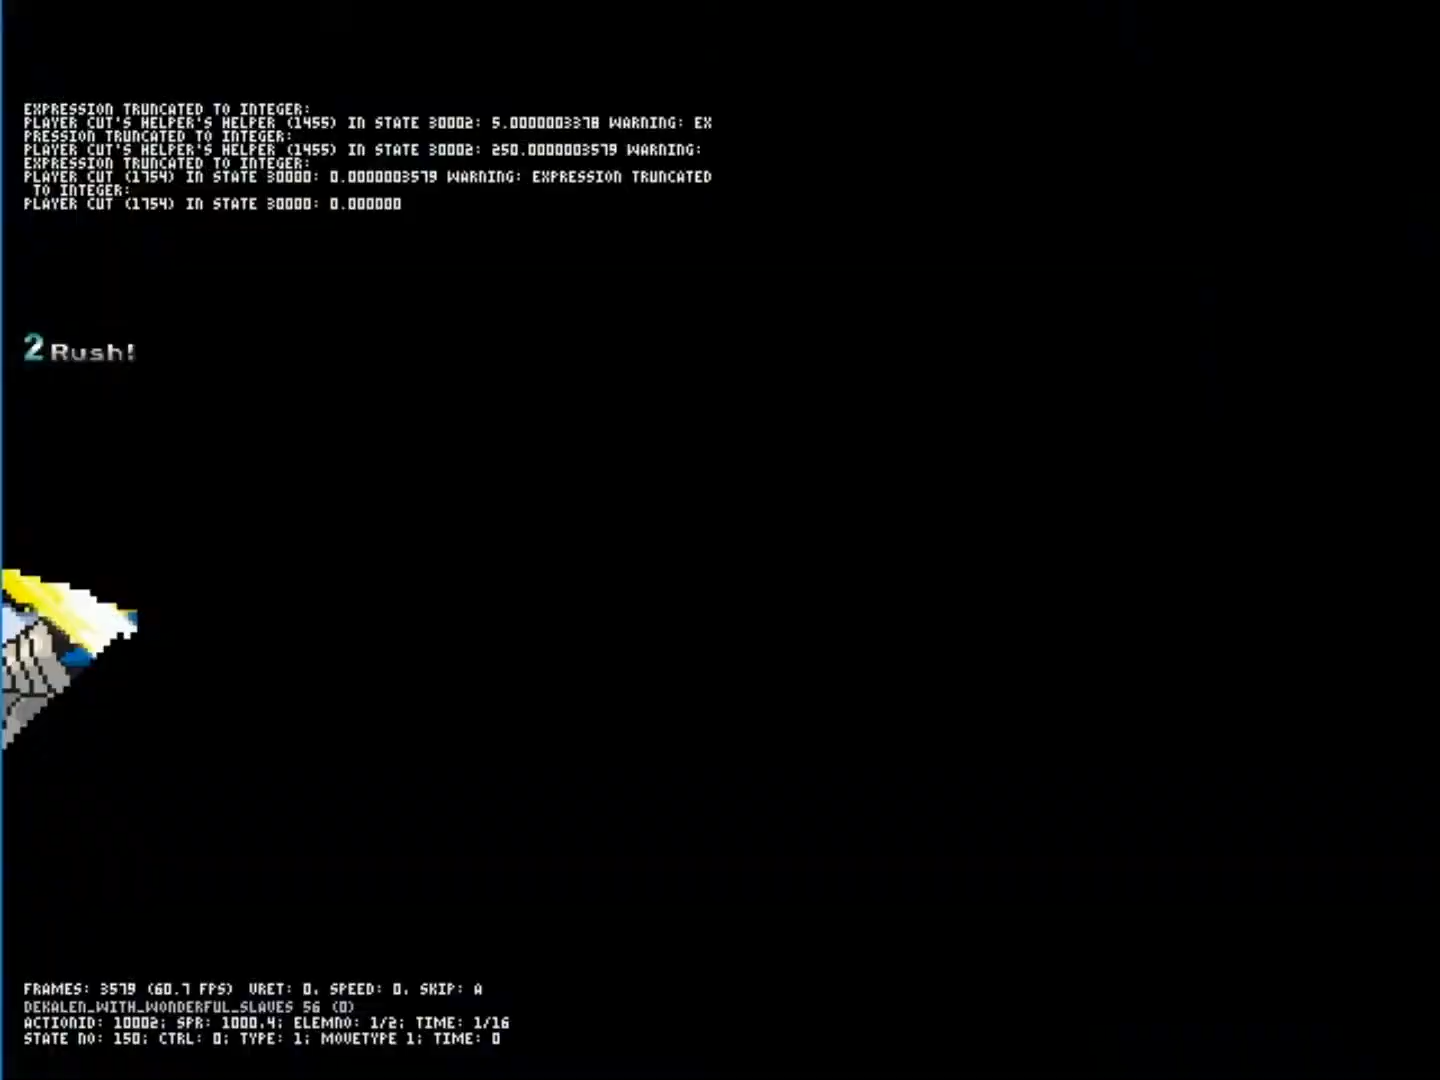 EXPRESSION TRUNCATED TO INTEGER:
PLAYER CUT'S HELPER'S HELPER (1455) IN STATE 30002: 5.0000003378 WARNING: EX
PRESSION TRUNCATED TO INTEGER:
PLAYER CUT'S HELPER'S HELPER (1455) IN STATE 30002: 250.0000003579 WARNING:
EXPRESSION TRUNCATED TO INTEGER:
PLAYER CUT (1754) IN STATE 30000: 0.0000003579 WARNING: EXPRESSION TRUNCATED
TO INTEGER:
PLAYER CUT (1754) IN STATE 30000: 0.000000
2 Rush!
FRAMES: 3579 (60.7 FPS) VRET: 0. SPEED: 0. SKIP: A
DEKALEN_WITH_WONDERFUL_SLAVES 56 (0)
ACTIONID: 10002; SPR: 1000,4; ELEMNO: 1/2; TIME: 1/16
STATE NO: 150; CTRL: 0; TYPE: 1; MOVETYPE 1; TIME: 0